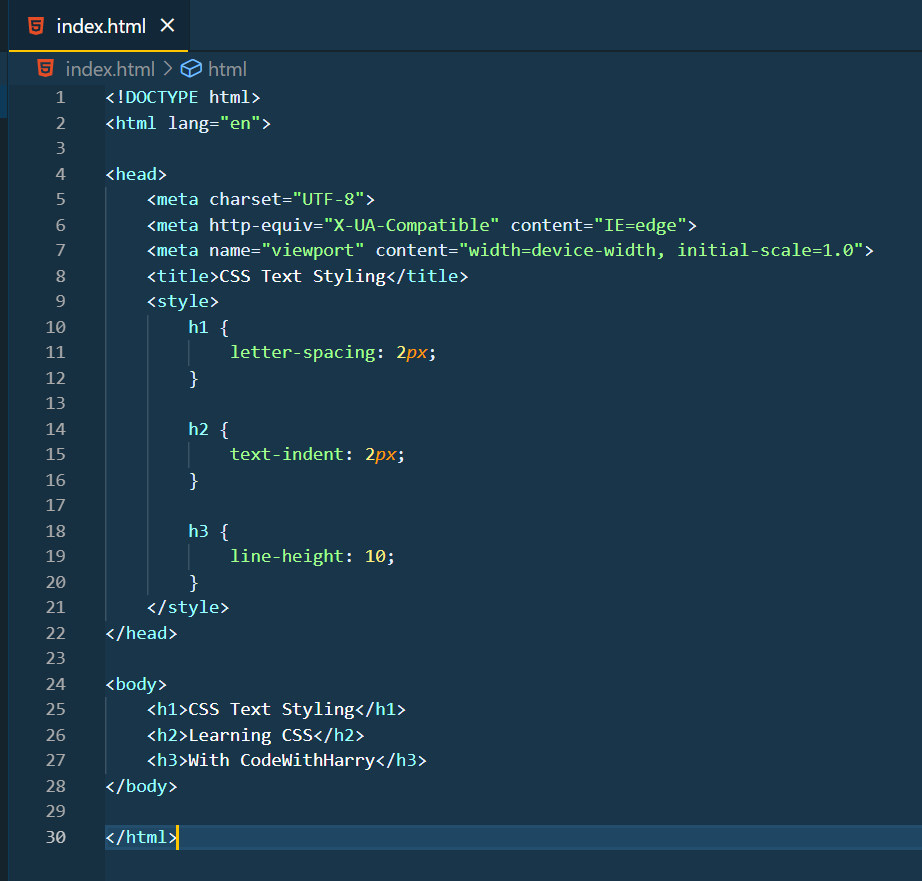 index.html
index.html > html
1 <!DOCTYPE html>
2 <html lang="en">
3
4 <head>
5     <meta charset="UTF-8">
6     <meta http-equiv="X-UA-Compatible" content="IE=edge">
7     <meta name="viewport" content="width=device-width, initial-scale=1.0">
8     <title>CSS Text Styling</title>
9     <style>
10         h1 {
11             letter-spacing: 2px;
12         }
13
14         h2 {
15             text-indent: 2px;
16         }
17
18         h3 {
19             line-height: 10;
20         }
21     </style>
22 </head>
23
24 <body>
25     <h1>CSS Text Styling</h1>
26     <h2>Learning CSS</h2>
27     <h3>With CodeWithHarry</h3>
28 </body>
29
30 </html>